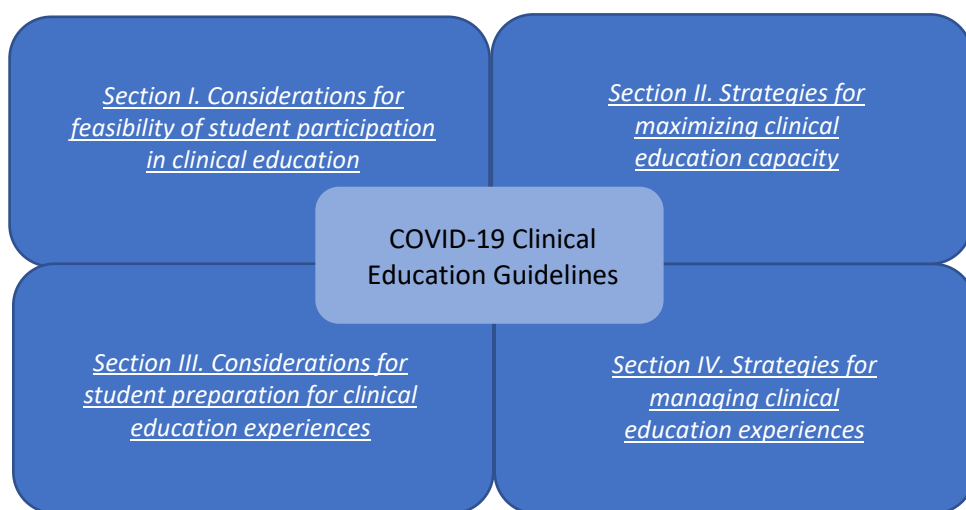 Section I. Considerations for
feasibility of student participation
in clinical education
Section II. Strategies for
maximizing clinical
education capacity
COVID-19 Clinical
Education Guidelines
Section III. Considerations for
student preparation for clinical
education experiences
Section IV. Strategies for
managing clinical
education experiences